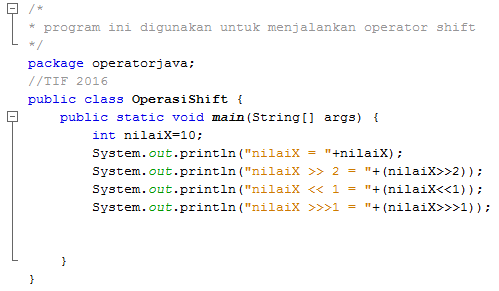 /*
* program ini digunakan untuk menjalankan operator shift
*/
package operatorjava;
//TIF 2016
public class OperasiShift {
public static void main(String[] args) {
int nilaiX=10;
System.out.println("nilaiX = "+nilaiX);
System.out.println("nilaiX >> 2 = "+(nilaiX>>2));
System.out.println("nilaiX << 1 = "+(nilaiX<<1));
System.out.println("nilaiX >>>1 = "+(nilaiX>>>1));
}
}